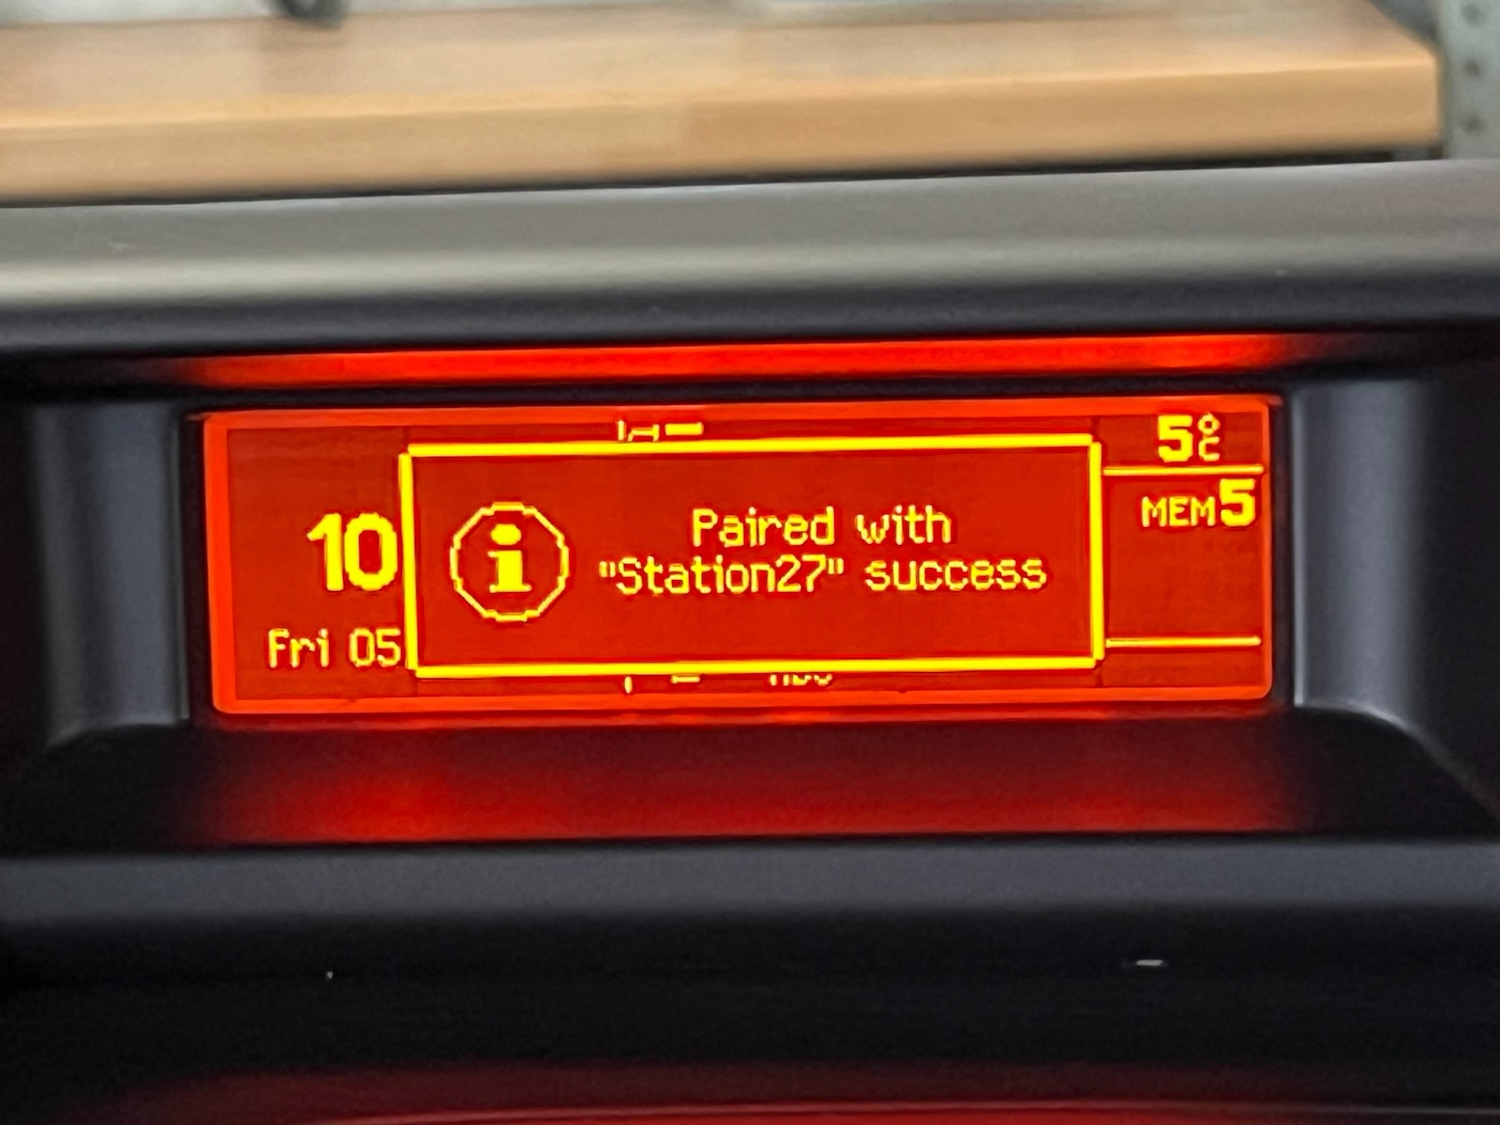 5°C
MEM5
10
Paired with
"Station27" success
Fri 05